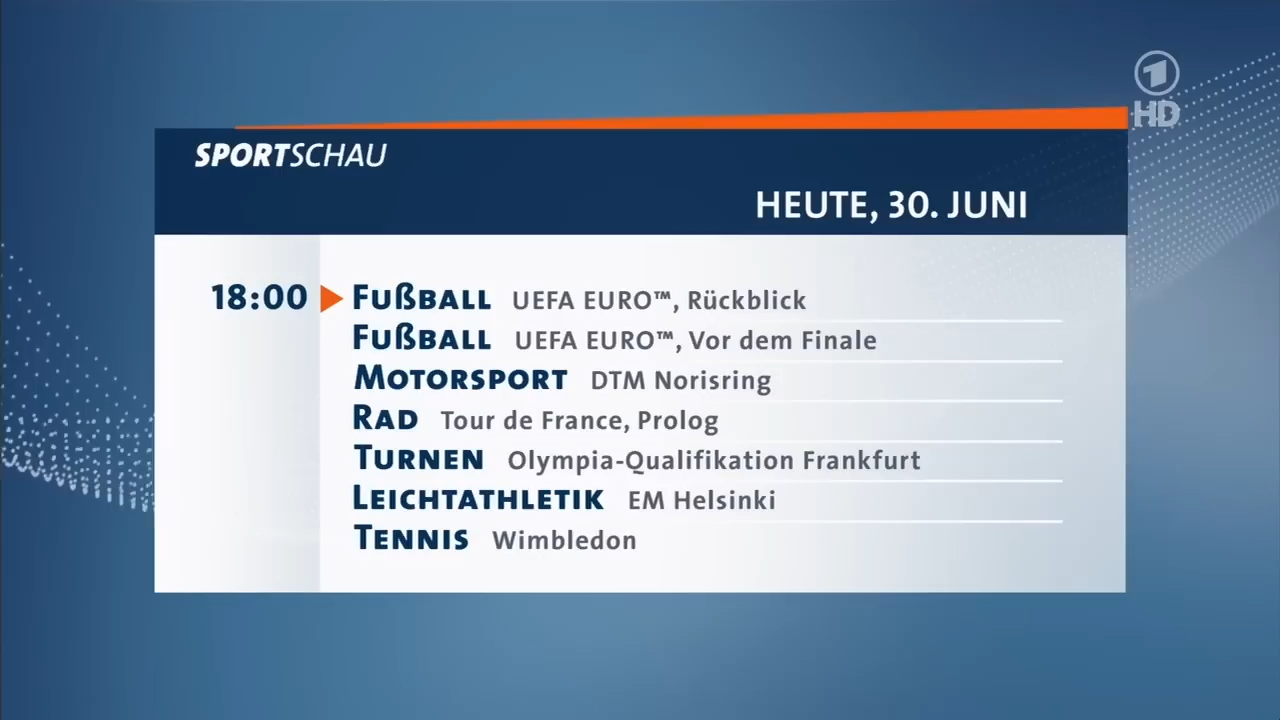 1
HD
SPORTSCHAU
HEUTE, 30. JUNI
18:00 FUßBALL UEFA EURO™, Rückblick
FUßBALL UEFA EURO™, Vor dem Finale
MOTORSPORT DTM Norisring
RAD Tour de France, Prolog
TURNEN Olympia-Qualifikation Frankfurt
LEICHTATHLETIK EM Helsinki
TENNIS Wimbledon